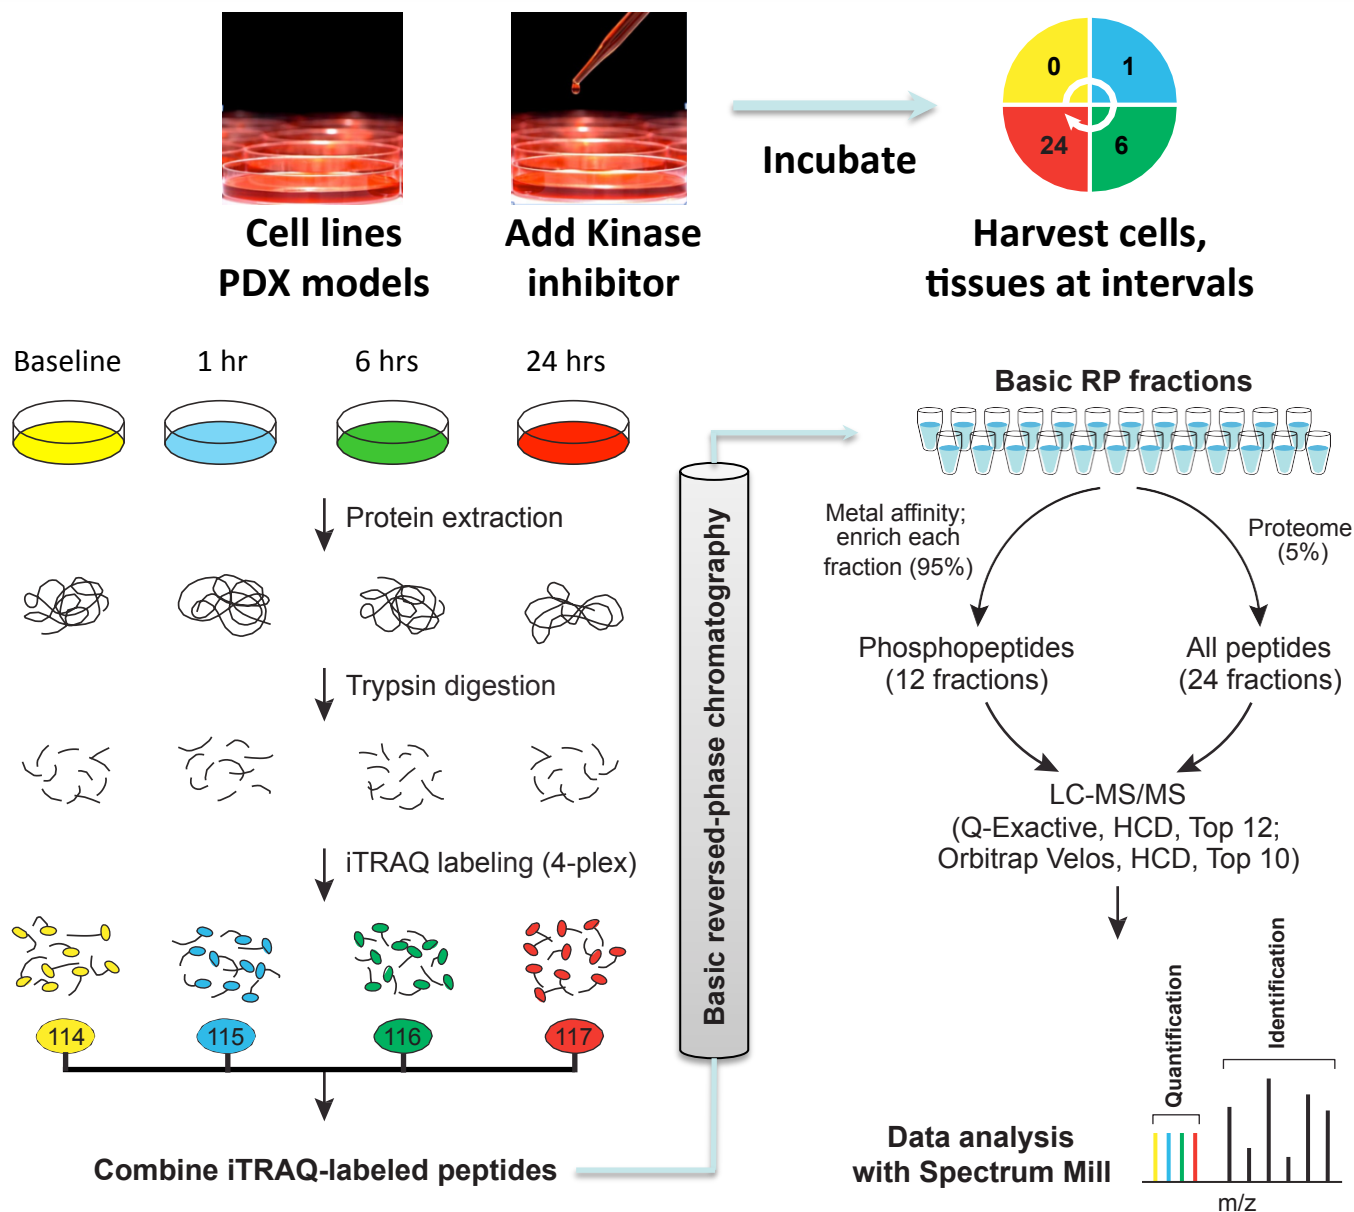 Cell lines
PDX models
Add Kinase
inhibitor
Incubate
0
1
24
6
Harvest cells,
tissues at intervals
Baseline
1 hr
6 hrs
24 hrs
Protein extraction
Trypsin digestion
iTRAQ labeling (4-plex)
114
115
116
117
Combine iTRAQ-labeled peptides
Basic reversed-phase chromatography
Basic RP fractions
Metal affinity;
enrich each
fraction (95%)
Proteome
(5%)
Phosphopeptides
(12 fractions)
All peptides
(24 fractions)
LC-MS/MS
(Q-Exactive, HCD, Top 12;
Orbitrap Velos, HCD, Top 10)
Quantification
Identification
Data analysis
with Spectrum Mill
m/z